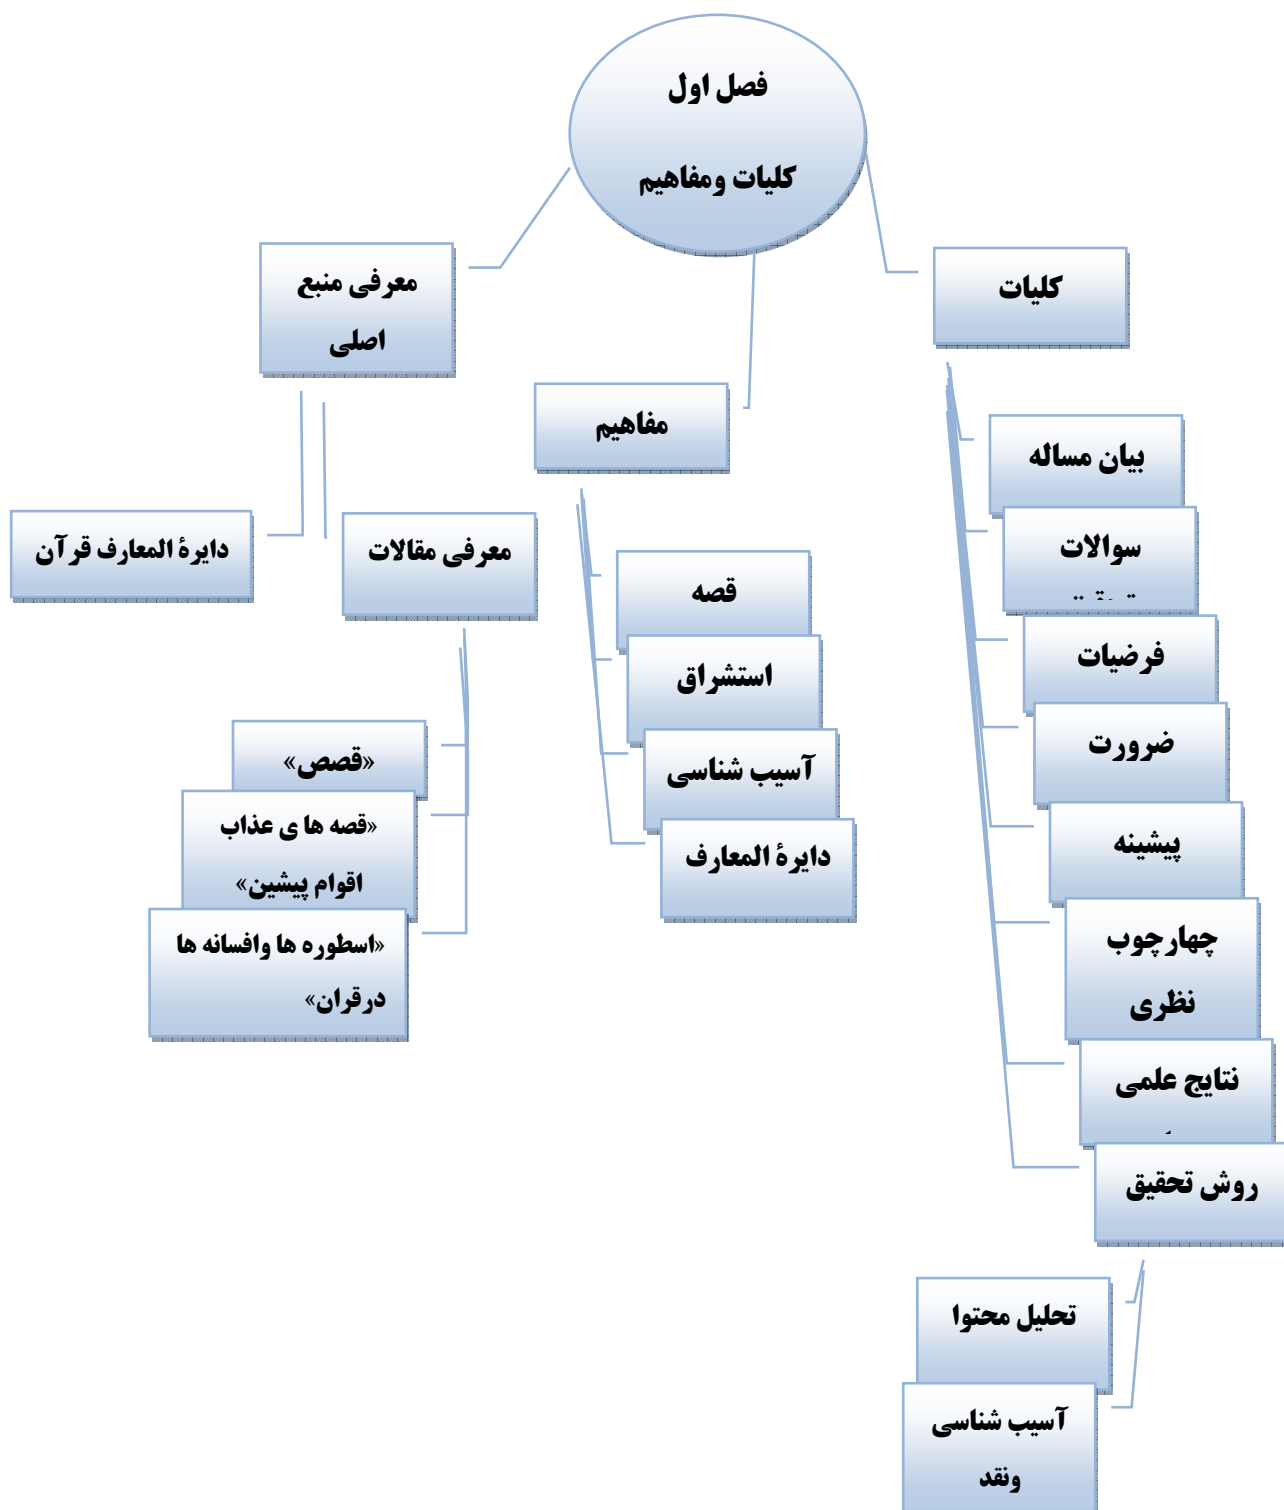 فصل اول
کلیات ومفاهیم
کلیات
بیان مساله
سوالات
فرضیات
ضرورت
پیشینه
چهارچوب
نظری
نتایج علمی
روش تحقیق
تحلیل محتوا
آسیب شناسی
ونقد
مفاهیم
قصه
استشراق
آسیب شناسی
دایرۀ المعارف
معرفی منبع
اصلی
معرفی مقالات
«قصص»
«قصه ها ی عذاب
اقوام پیشین»
«اسطوره ها وافسانه ها
درقران»
دایرۀ المعارف قرآن